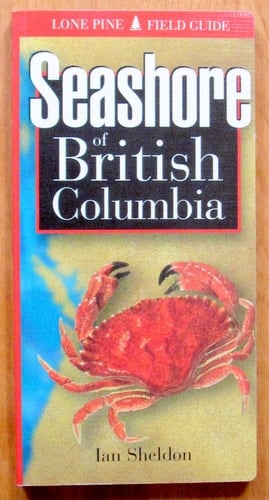 LONE PINE FIELD GUIDE
Seashore
of
British
Columbia
Ian Sheldon